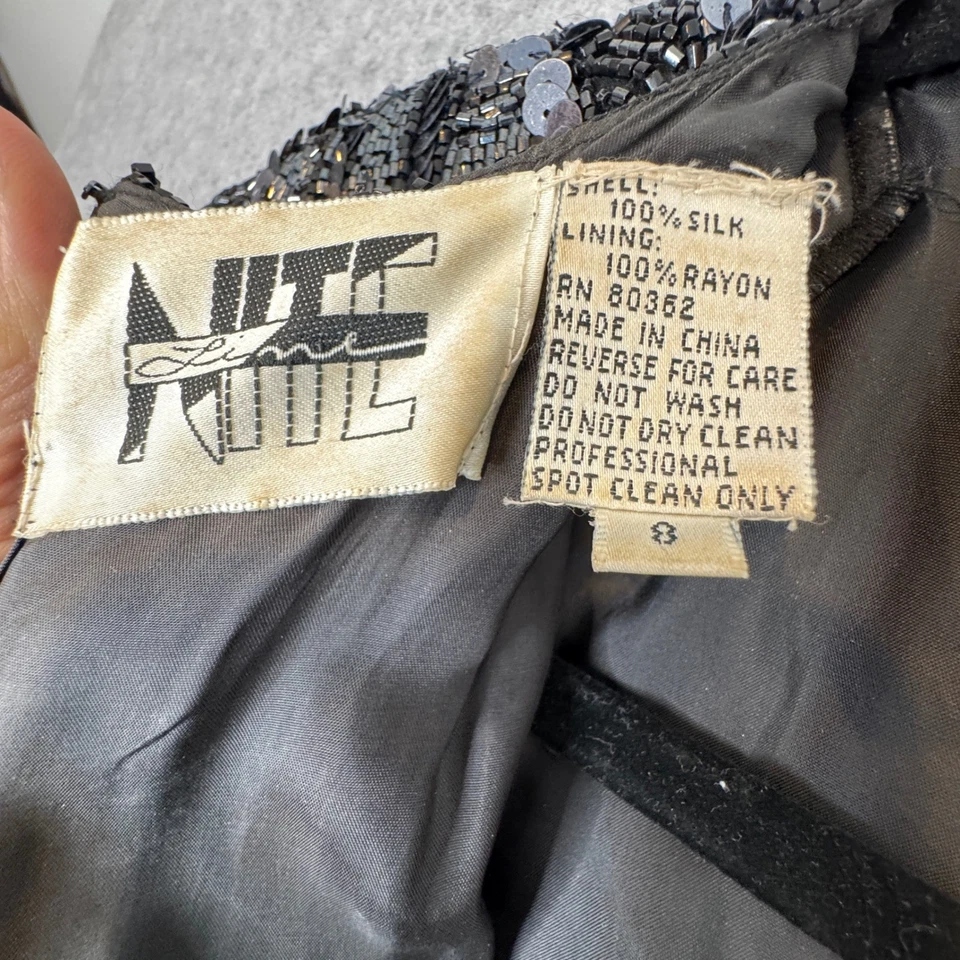 NITE
Line
SHELL:
100% SILK
LINING:
100% RAYON
RN 80362
MADE IN CHINA
REVERSE FOR CARE
DO NOT WASH
DO NOT DRY CLEAN
PROFESSIONAL
SPOT CLEAN ONLY
8